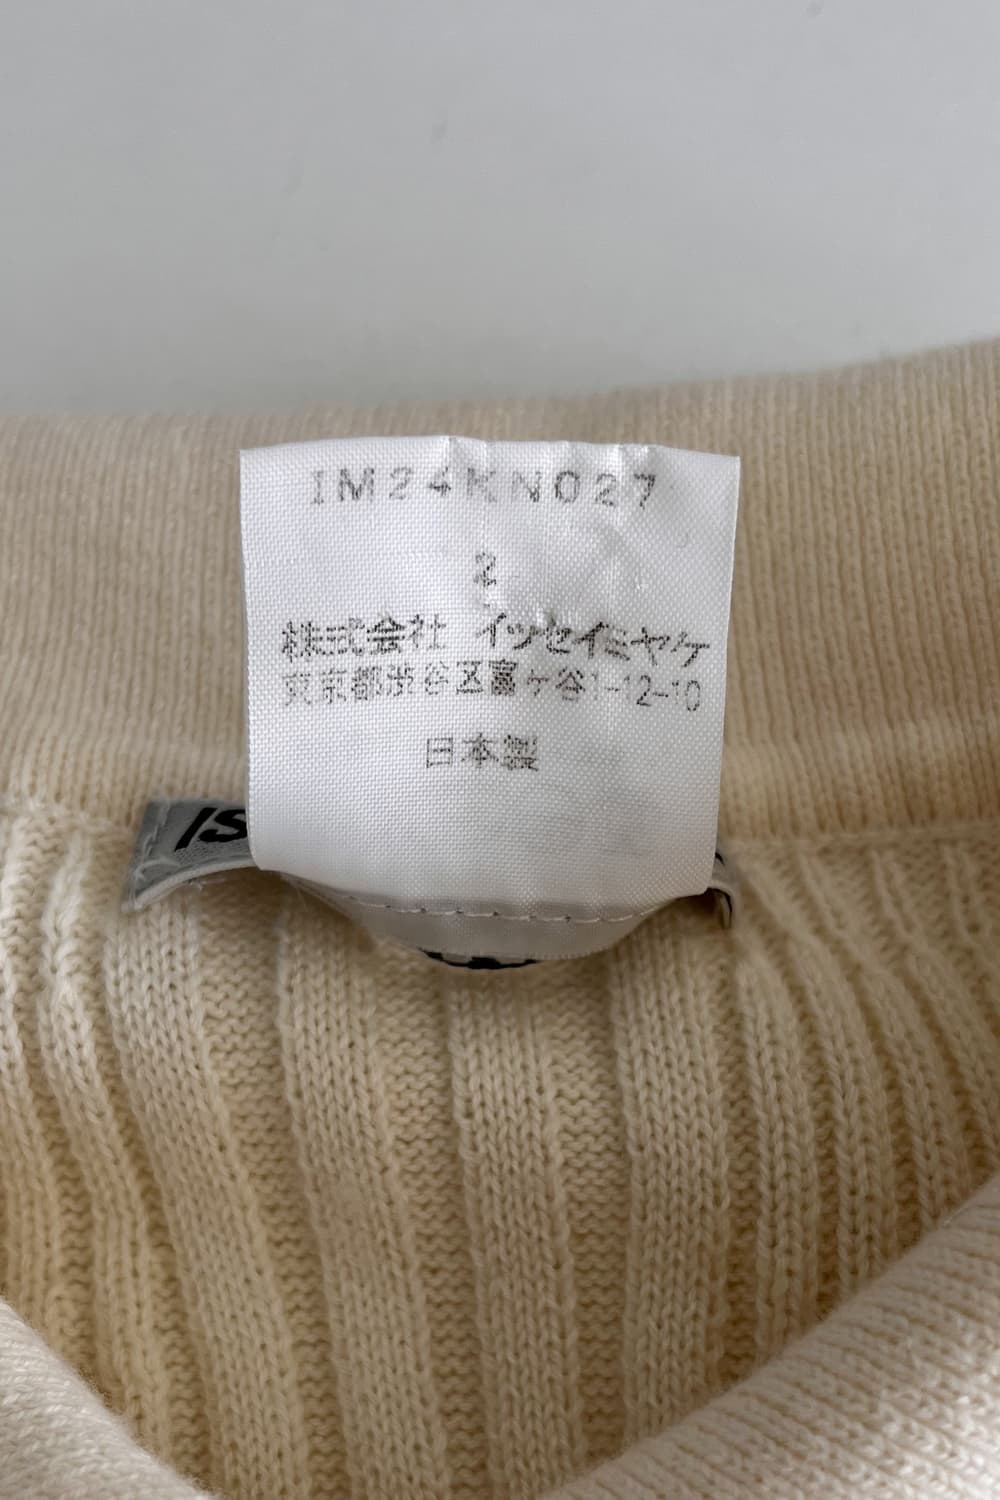 IM24KN027
2
株式会社 イッセイミヤケ
東京都渋谷区富ヶ谷1-12-10
日本製
IS